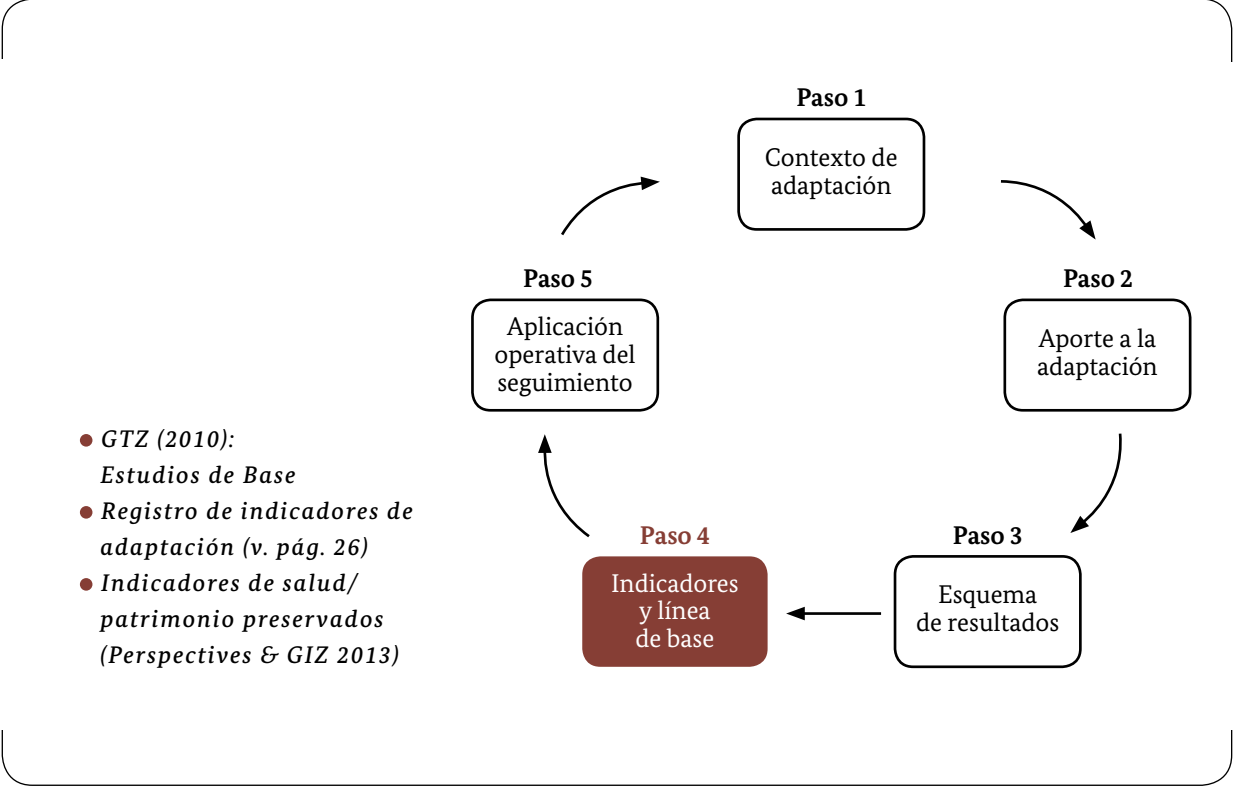 Paso 1
Contexto de
adaptación
Paso 2
Aporte a la
adaptación
Paso 3
Esquema
de resultados
Paso 4
Indicadores
y línea
de base
Paso 5
Aplicación
operativa del
seguimiento
● GTZ (2010):
Estudios de Base
● Registro de indicadores de
adaptación (v. pág. 26)
● Indicadores de salud/
patrimonio preservados
(Perspectives & GIZ 2013)